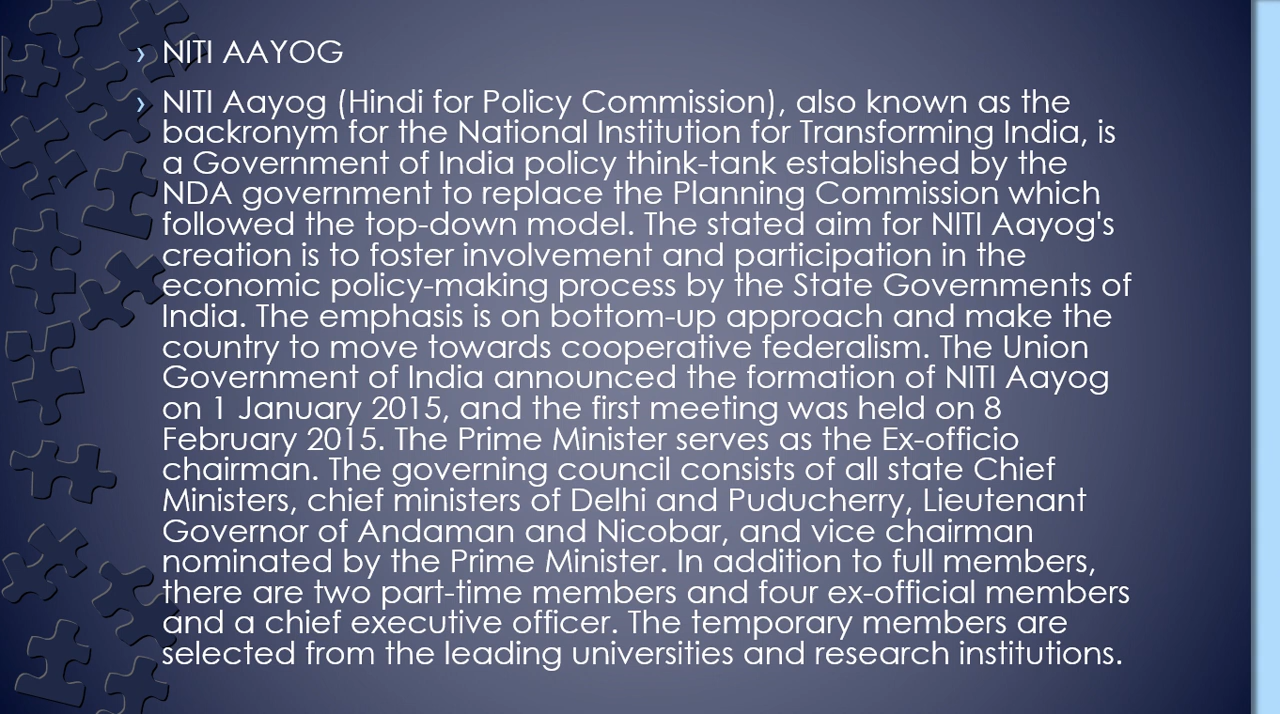 › NITI AAYOG
› NITI Aayog (Hindi for Policy Commission), also known as the
backronym for the National Institution for Transforming India, is
a Government of India policy think-tank established by the
NDA government to replace the Planning Commission which
followed the top-down model. The stated aim for NITI Aayog's
creation is to foster involvement and participation in the
economic policy-making process by the State Governments of
India. The emphasis is on bottom-up approach and make the
country to move towards cooperative federalism. The Union
Government of India announced the formation of NITI Aayog
on 1 January 2015, and the first meeting was held on 8
February 2015. The Prime Minister serves as the Ex-officio
chairman. The governing council consists of all state Chief
Ministers, chief ministers of Delhi and Puducherry, Lieutenant
Governor of Andaman and Nicobar, and vice chairman
nominated by the Prime Minister. In addition to full members,
there are two part-time members and four ex-official members
and a chief executive officer. The temporary members are
selected from the leading universities and research institutions.